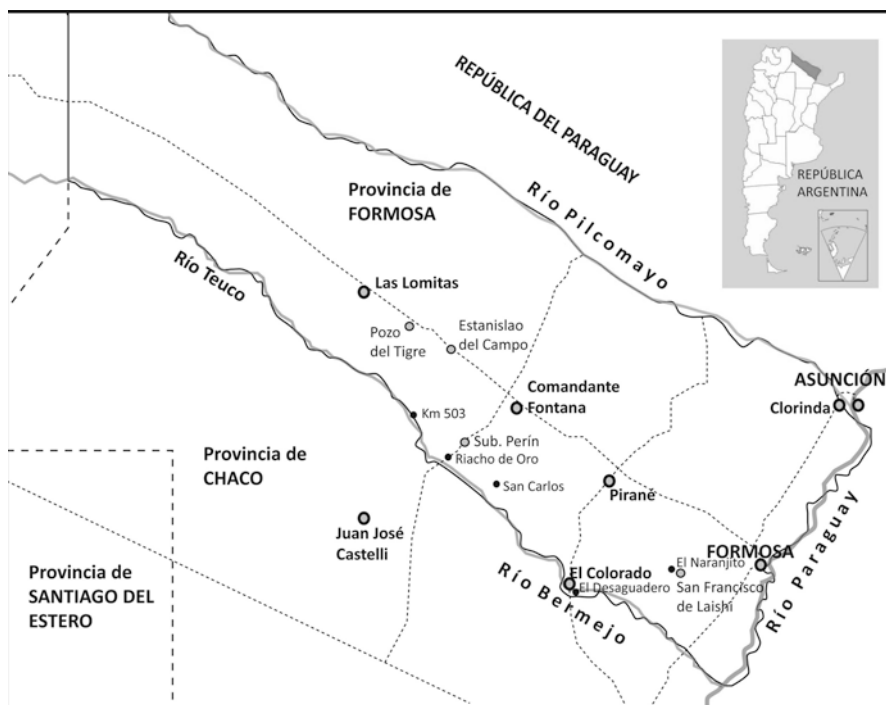 REPÚBLICA DEL PARAGUAY
REPÚBLICA
ARGENTINA
Provincia de
FORMOSA
Río Pilcomayo
Río Teuco
Las Lomitas
Pozo
del Tigre
Estanislao
del Campo
Comandante
Fontana
ASUNCIÓN
Clorinda
Km 503
Sub. Perín
Riacho de Oro
Provincia de
CHACO
San Carlos
Pirané
Juan José
Castelli
FORMOSA
Río Paraguay
El Naranjito
San Francisco
de Laishi
El Colorado
El Desaguadero
Río Bermejo
Provincia de
SANTIAGO DEL
ESTERO